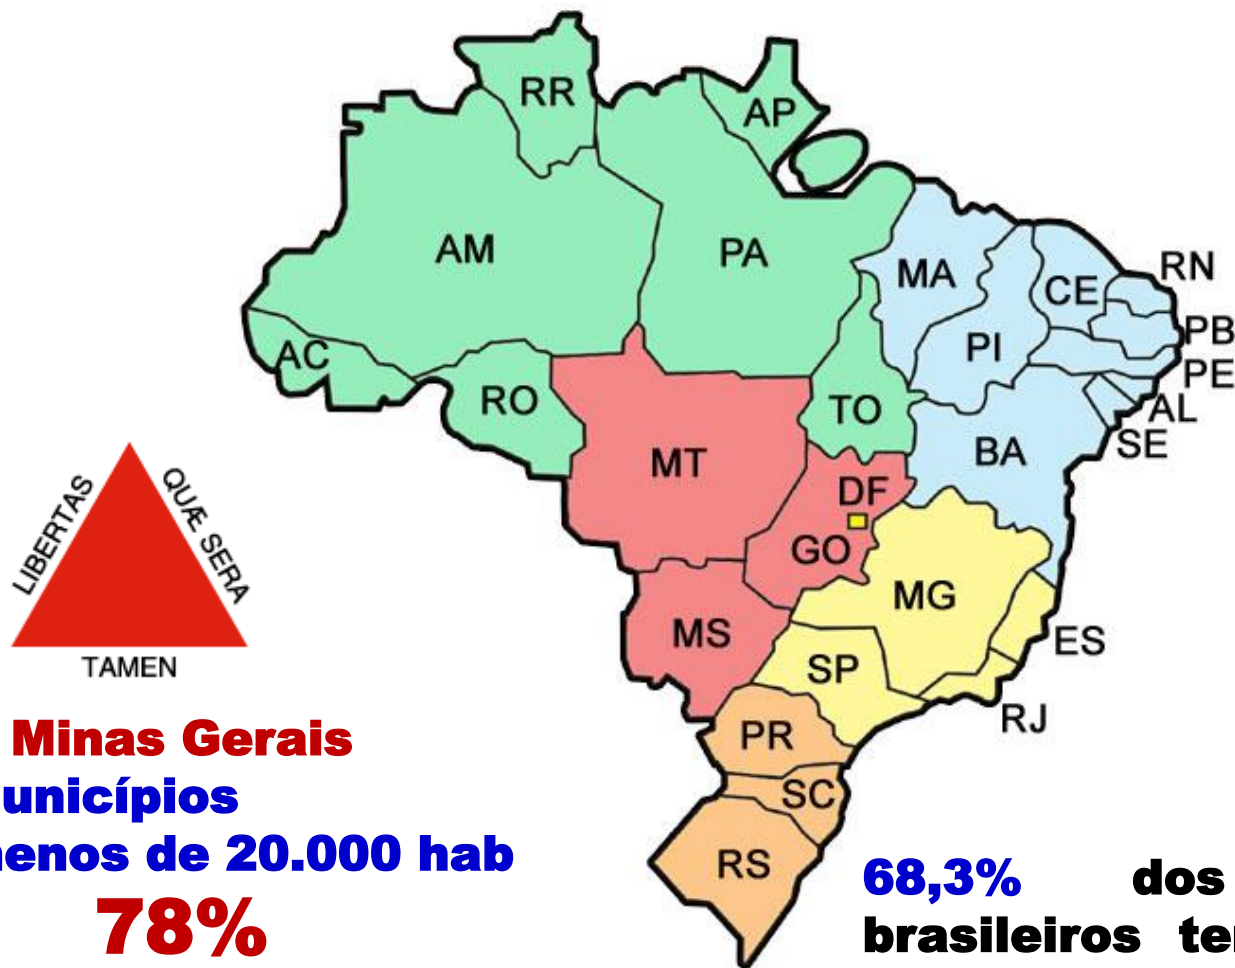 RR
AP
AM
PA
MA
CE
RN
PB
PI
PE
AC
RO
TO
AL
SE
BA
MT
DF
GO
MG
MS
ES
SP
RJ
PR
SC
RS
LIBERTAS
QUÆ SERA
TAMEN
Minas Gerais
unicípios
enos de 20.000 hab
78%
68,3% dos
brasileiros